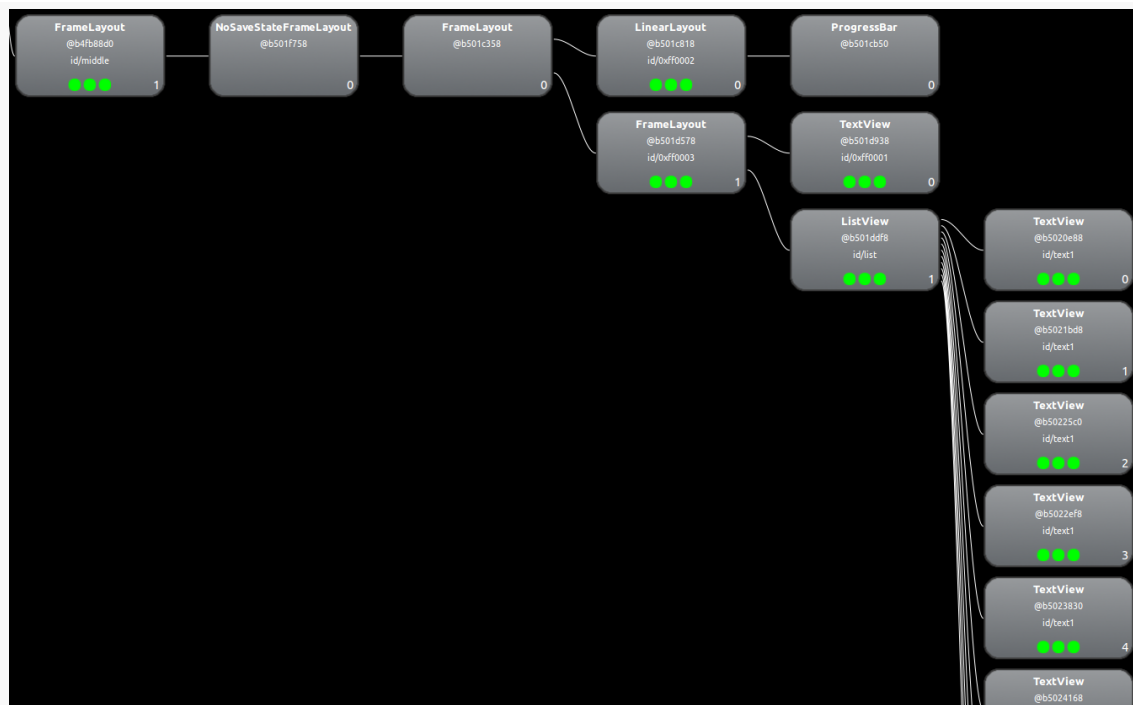 FrameLayout
@b4fb88d0
id/middle
1
NoSaveStateFrameLayout
@b501f758
0
FrameLayout
@b501c358
0
LinearLayout
@b501c818
id/0xff0002
0
ProgressBar
@b501cb50
0
FrameLayout
@b501d578
id/0xff0003
1
TextView
@b501d938
id/0xff0001
0
ListView
@b501ddf8
id/list
1
TextView
@b5020e88
id/text1
0
TextView
@b5021bd8
id/text1
1
TextView
@b50225c0
id/text1
2
TextView
@b5022ef8
id/text1
3
TextView
@b5023830
id/text1
4
TextView
@b5024168